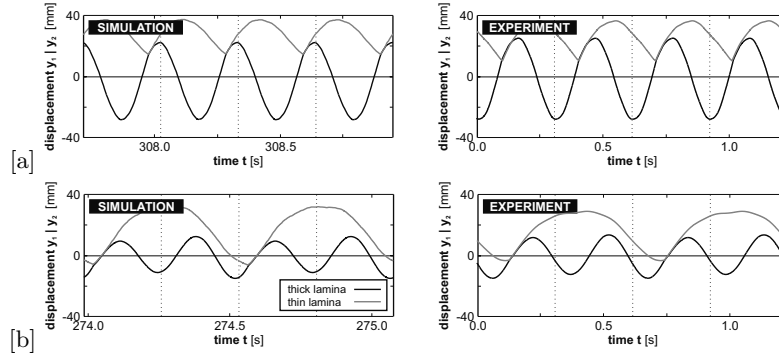 SIMULATION
displacement y₁ | y₂ [mm]
40
0
-40
308.0
308.5
time t [s]
[a]
EXPERIMENT
displacement y₁ | y₂ [mm]
40
0
-40
0.0
0.5
1.0
time t [s]
SIMULATION
displacement y₁ | y₂ [mm]
40
0
-40
274.0
274.5
275.0
time t [s]
thick lamina
thin lamina
[b]
EXPERIMENT
displacement y₁ | y₂ [mm]
40
0
-40
0.0
0.5
1.0
time t [s]